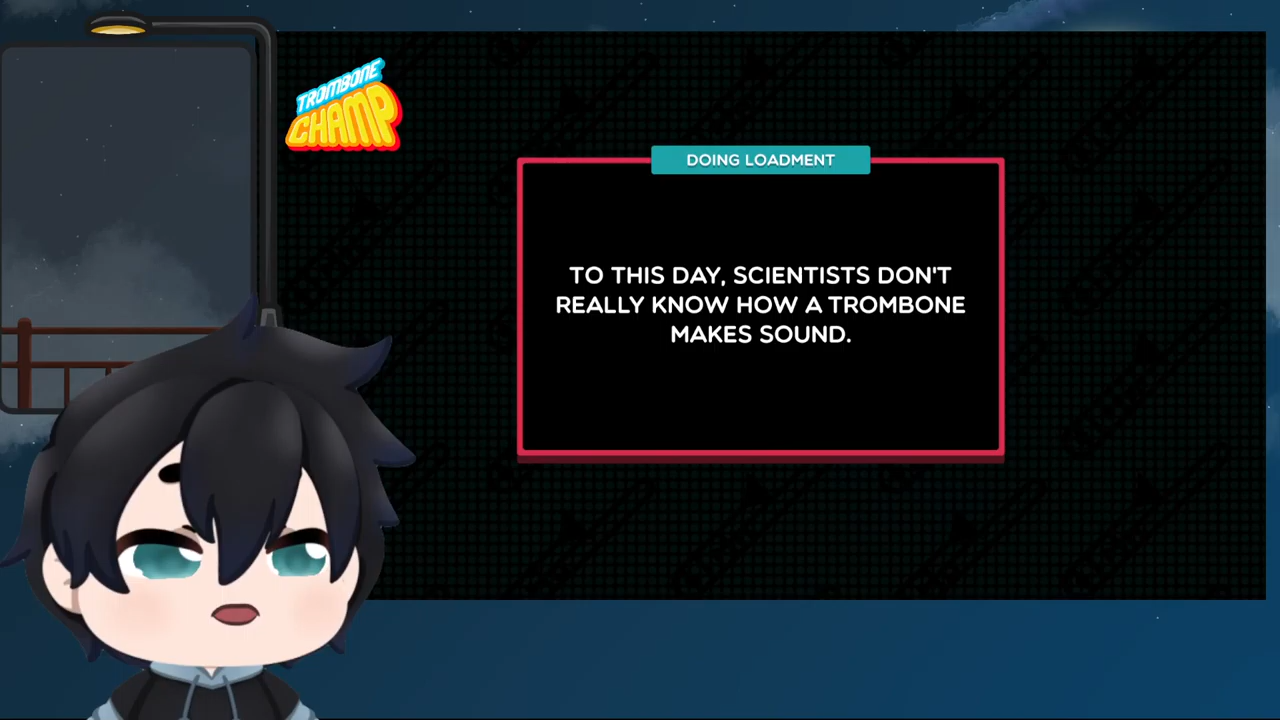 TROMBONE
CHAMP
DOING LOADMENT
TO THIS DAY, SCIENTISTS DON'T
REALLY KNOW HOW A TROMBONE
MAKES SOUND.